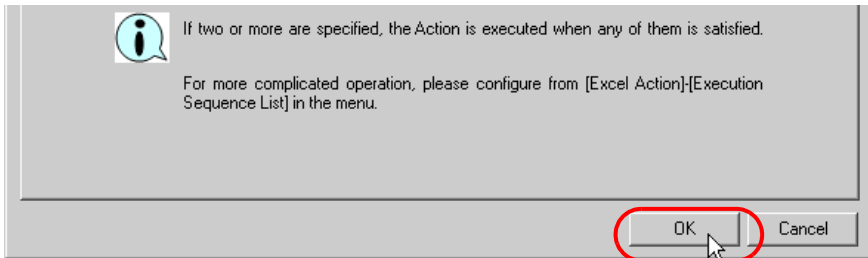 If two or more are specified, the Action is executed when any of them is satisfied.
For more complicated operation, please configure from [Excel Action]-[Execution
Sequence List] in the menu.
OK
Cancel